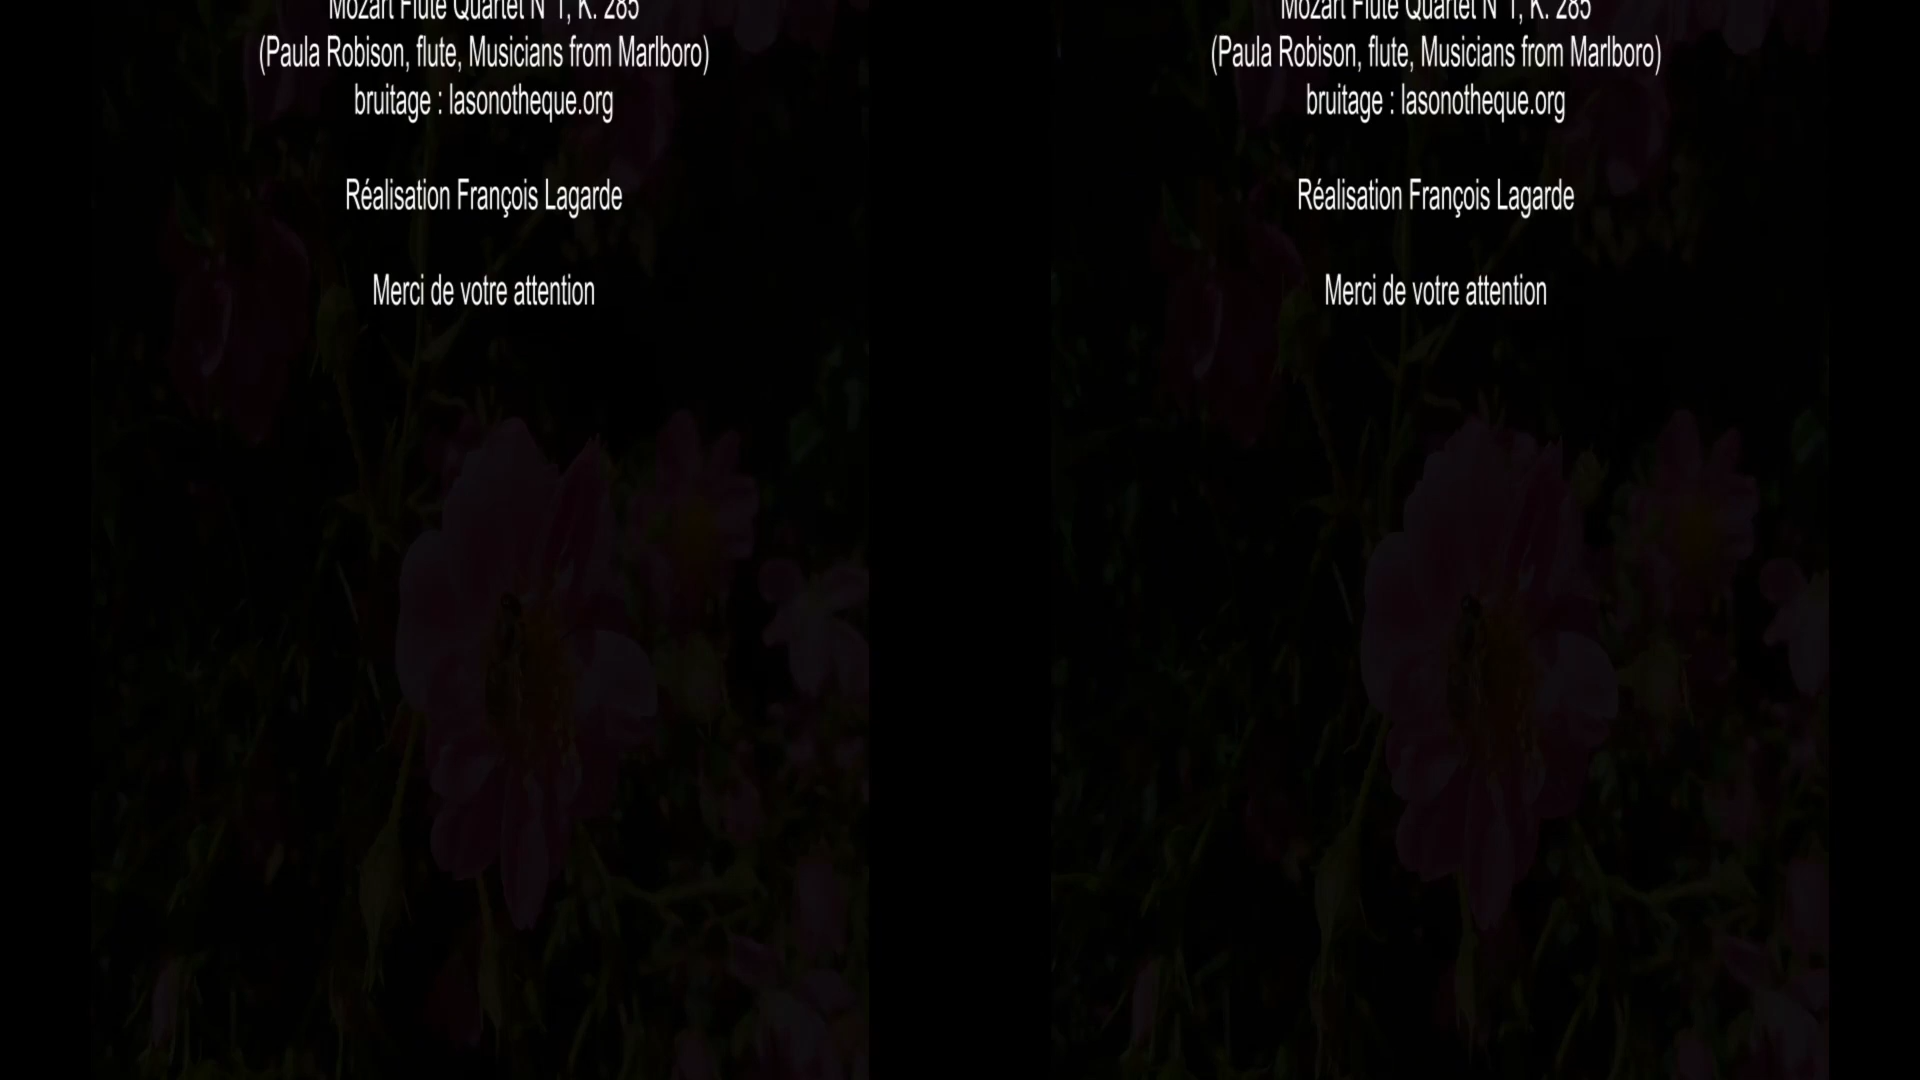 Mozart Flute Quartet N°1, K. 285
(Paula Robison, flute, Musicians from Marlboro)
bruitage : lasonotheque.org
Réalisation François Lagarde
Merci de votre attention
Mozart Flute Quartet N°1, K. 285
(Paula Robison, flute, Musicians from Marlboro)
bruitage : lasonotheque.org
Réalisation François Lagarde
Merci de votre attention